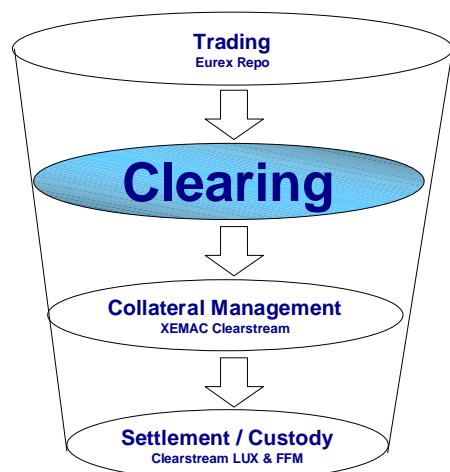 Trading
Eurex Repo
Clearing
Collateral Management
XEMAC Clearstream
Settlement / Custody
Clearstream LUX & FFM